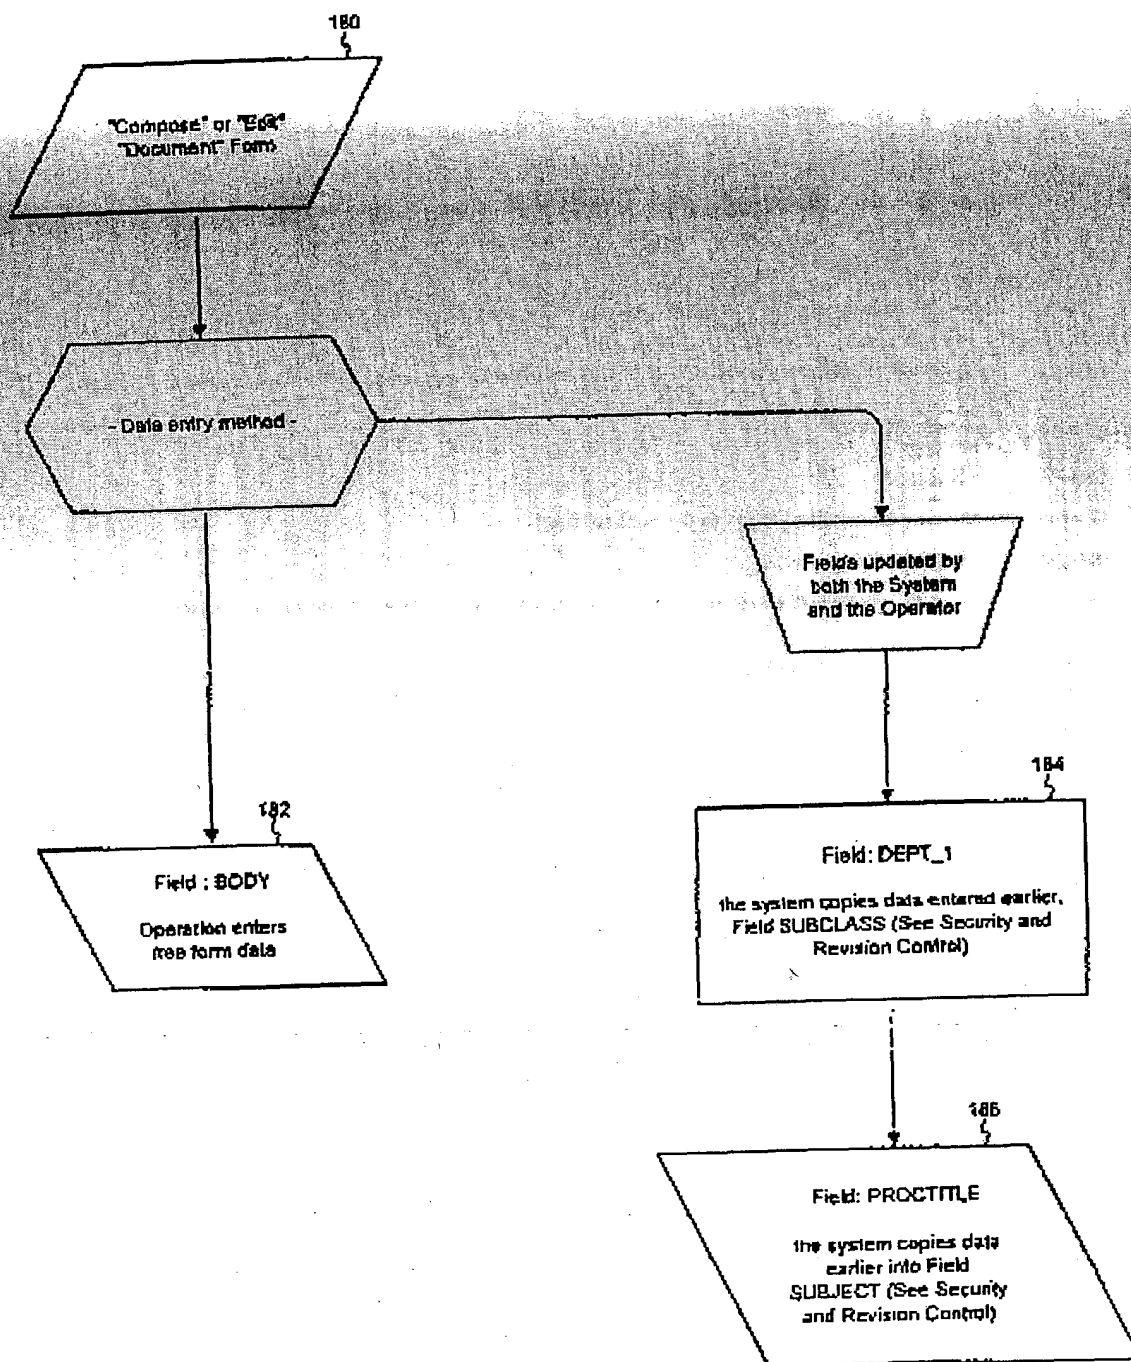 180
"Compose" or "Edit"
"Document" Form
- Data entry method -
Fields updated by
both the System
and the Operator
182
Field : BODY
Operation enters
free form data
184
Field: DEPT_1
the system copies data entered earlier,
Field SUBCLASS (See Security and
Revision Control)
186
Field: PROCTITLE
the system copies data
earlier into Field
SUBJECT (See Security
and Revision Control)